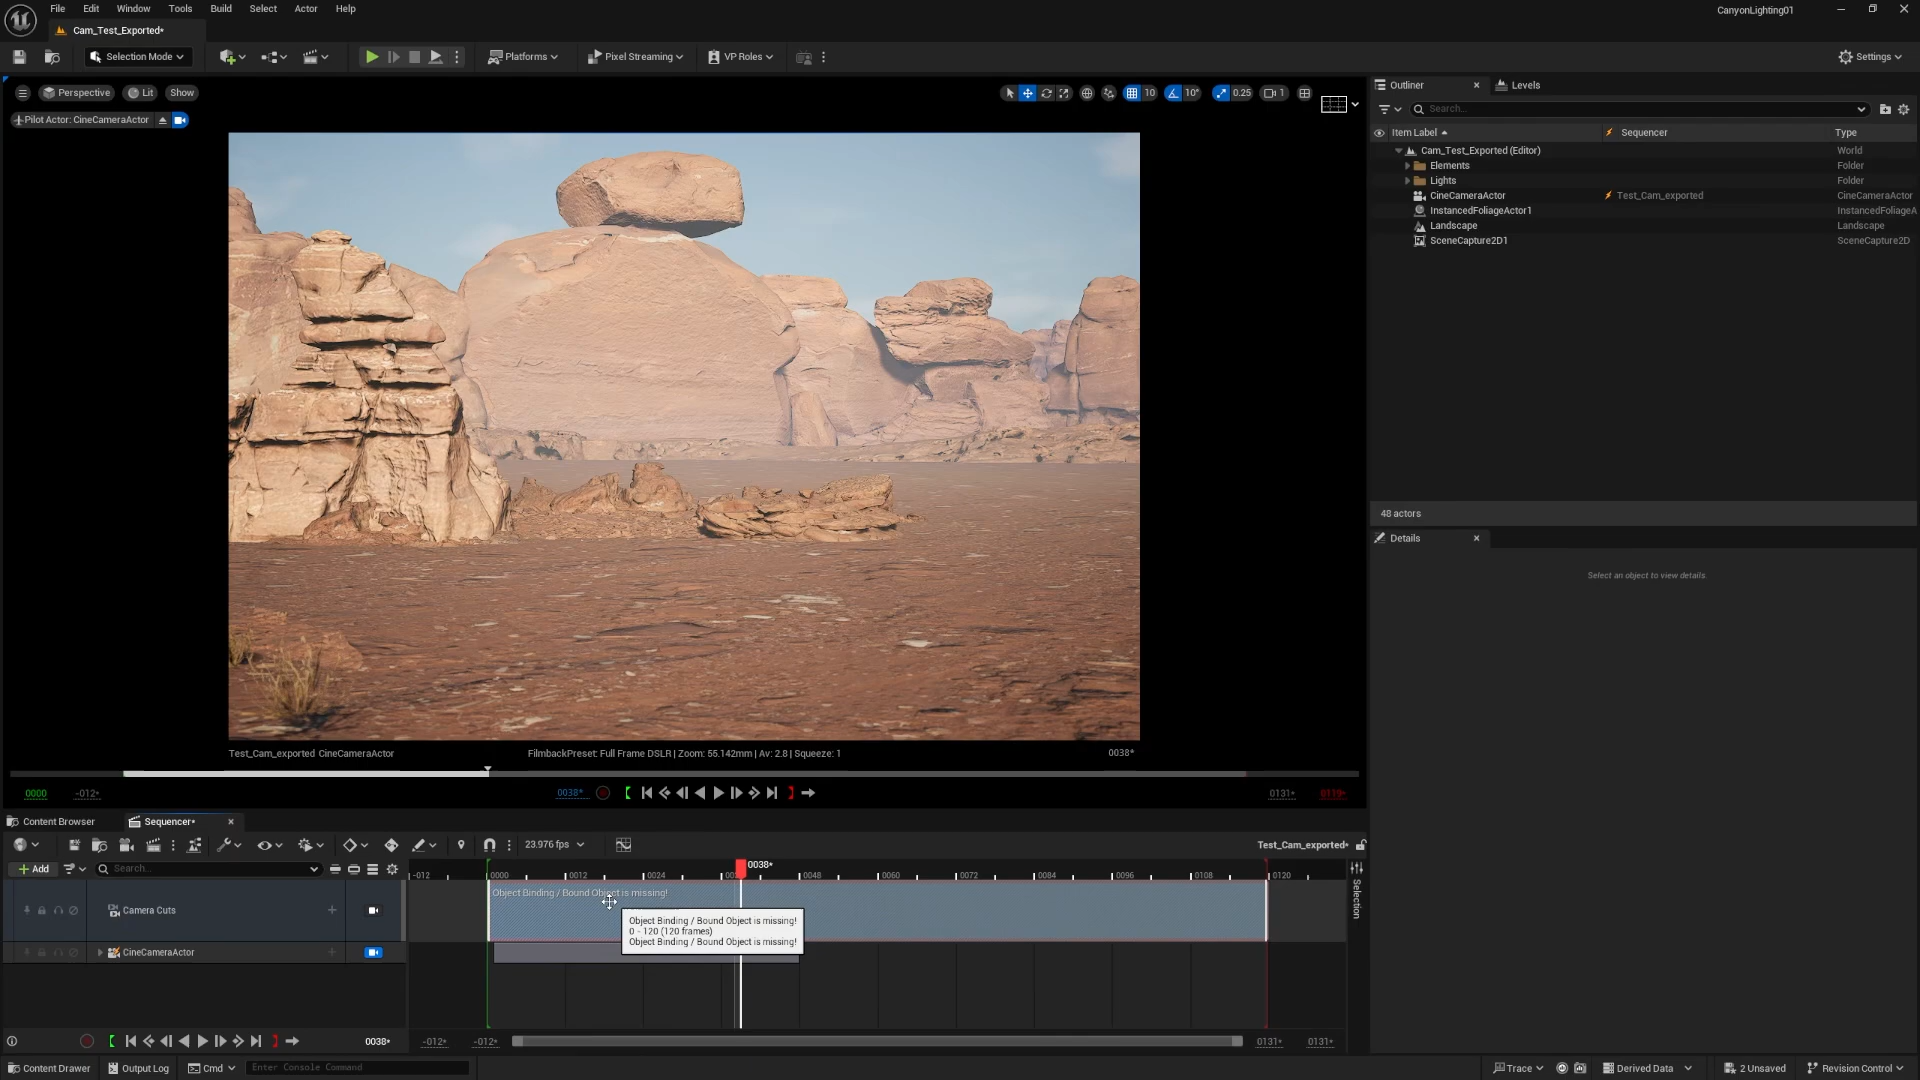 File Edit Window Tools Build Select Actor Help
CanyonLighting01
Cam_Test_Exported*
Selection Mode
Platforms
Pixel Streaming
VP Roles
Settings
Perspective Lit Show
10 10° 0.25 1
Pilot Actor: CineCameraActor
Outliner
Levels
Search...
Item Label Sequencer Type
Cam_Test_Exported (Editor) World
Elements Folder
Lights Folder
CineCameraActor Test_Cam_exported CineCameraActor
InstancedFoliageActor1 InstancedFoliageA
Landscape Landscape
SceneCapture2D1 SceneCapture2D
48 actors
Details
Select an object to view details
Test_Cam_exported CineCameraActor
FilmbackPreset: Full Frame DSLR | Zoom: 55.142mm | Av: 2.8 | Squeeze: 1
0038*
0000 -012* 0038* 0131* 0119*
Content Browser
Sequencer*
23.976 fps
Test_Cam_exported*
Add
Search...
0038*
-012 0000 0012 0024 0048 0060 0072 0084 0096 0108 0120
Selection
Camera Cuts
Object Binding / Bound Object is missing!
Object Binding / Bound Object is missing!
0 - 120 (120 frames)
Object Binding / Bound Object is missing!
CineCameraActor
0038* -012* -012* 0131* 0131*
Content Drawer
Output Log
Cmd
Enter Console Command
Trace
Derived Data
2 Unsaved
Revision Control